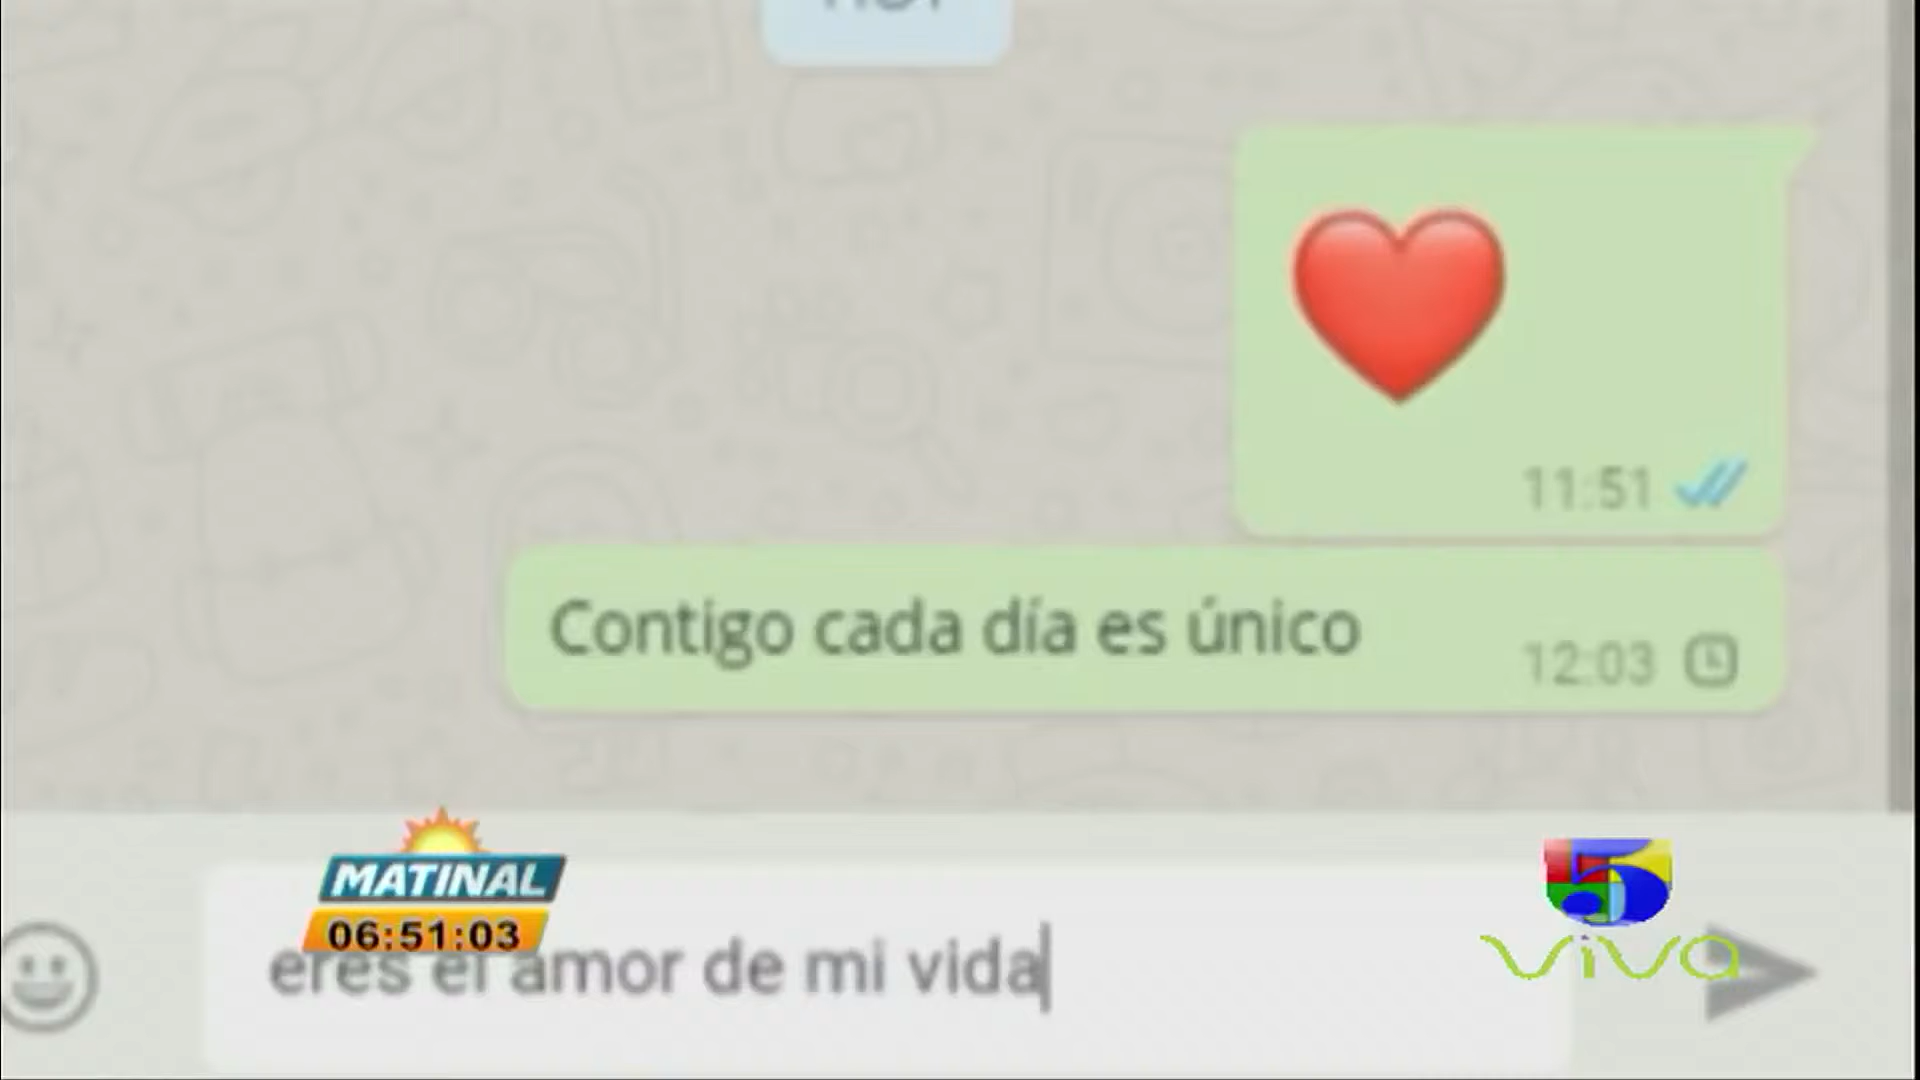 11:51
Contigo cada día es único
12:03
MATINAL
06:51:03
eres el amor de mi vida
5
ViVa